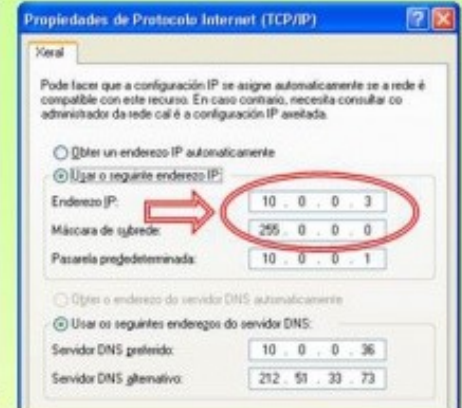 Propiedades de Protocolo Internet (TCP/IP)
Xeral
Pode facer que a configuración IP se asigne automaticamente se a rede é
compatible con este recurso. En caso contrario, necesita consultar co
administrador da rede cal é a configuración IP axeitada.
Obter un enderezo IP automaticamente
Usar o seguinte enderezo IP:
Enderezo IP: 10 . 0 . 0 . 3
Máscara de subrede: 255 . 0 . 0 . 0
Pasarela predeterminada: 10 . 0 . 0 . 1
Obter o enderezo do servidor DNS automaticamente
Usar os seguintes enderezos do servidor DNS:
Servidor DNS preferido: 10 . 0 . 0 . 36
Servidor DNS alternativo: 212 . 51 . 33 . 73